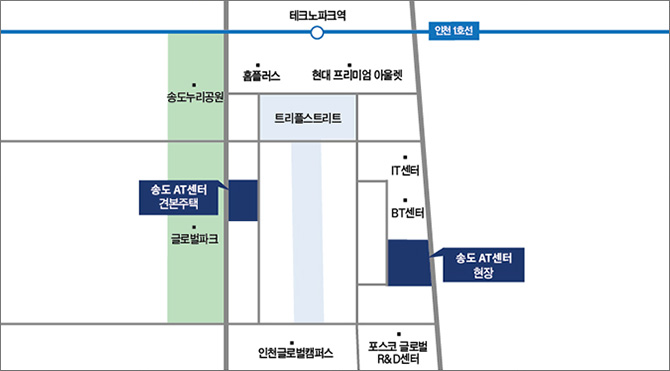 테크노파크역
인천 1호선
홈플러스
현대 프리미엄 아울렛
송도누리공원
트리플스트리트
IT센터
송도 AT센터
견본주택
BT센터
글로벌파크
송도 AT센터
현장
인천글로벌캠퍼스
포스코 글로벌
R&D센터